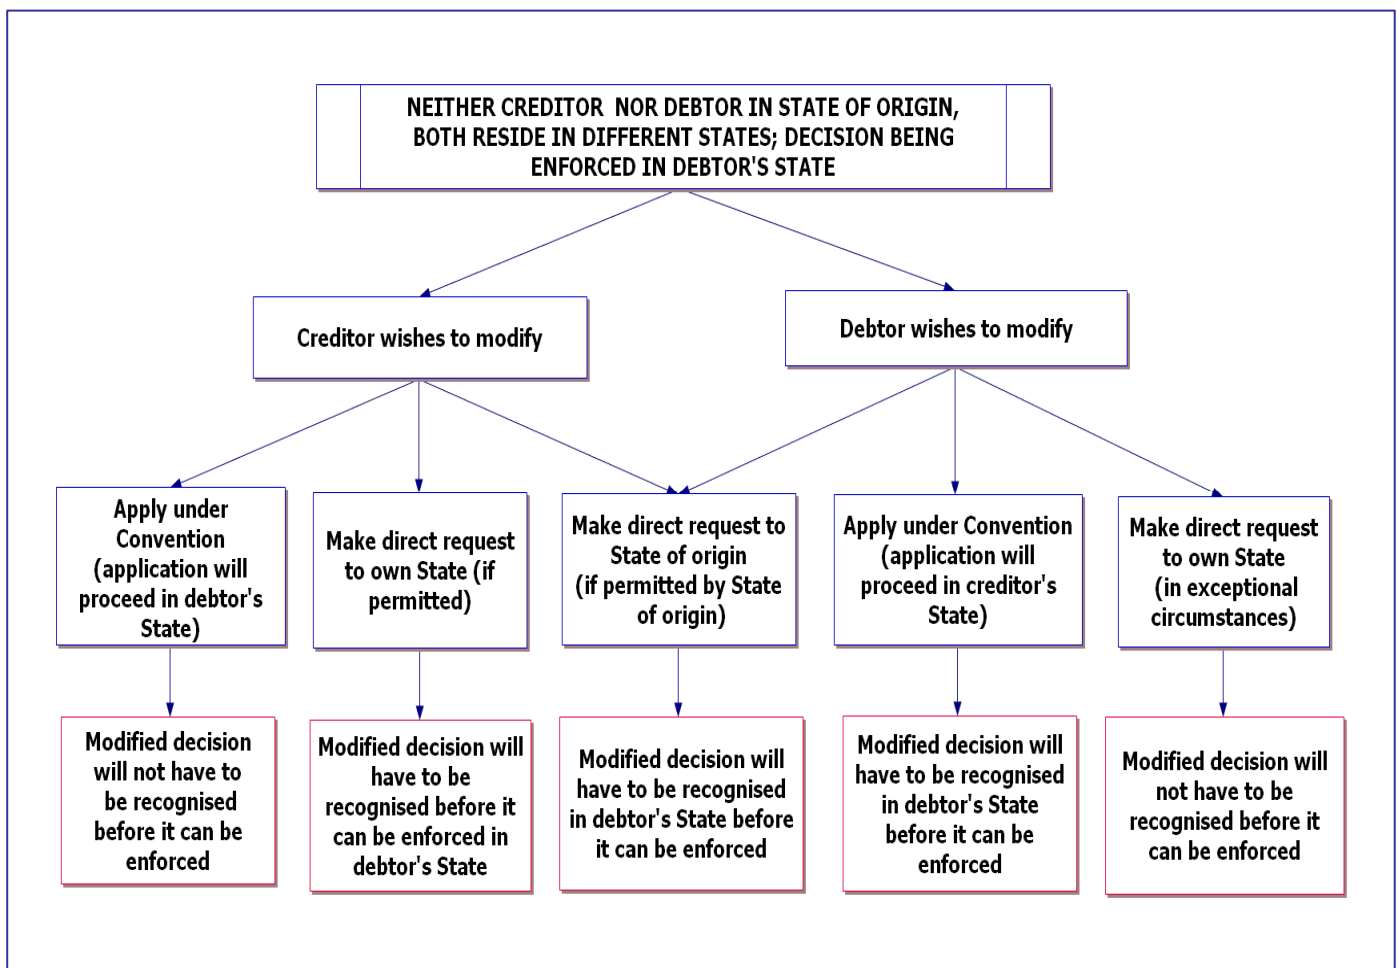 NEITHER CREDITOR NOR DEBTOR IN STATE OF ORIGIN,
BOTH RESIDE IN DIFFERENT STATES; DECISION BEING
ENFORCED IN DEBTOR'S STATE
Creditor wishes to modify
Debtor wishes to modify
Apply under
Convention
(application will
proceed in debtor's
State)
Make direct request
to own State (if
permitted)
Make direct request to
State of origin
(if permitted by State
of origin)
Apply under Convention
(application will
proceed in creditor's
State)
Make direct request
to own State
(in exceptional
circumstances)
Modified decision
will not have to
be recognised
before it can be
enforced
Modified decision will
have to be
recognised before it
can be enforced in
debtor's State
Modified decision will
have to be recognised
in debtor's State before
it can be enforced
Modified decision will
have to be recognised
in debtor's State
before it can be
enforced
Modified decision will
not have to be
recognised before it
can be enforced